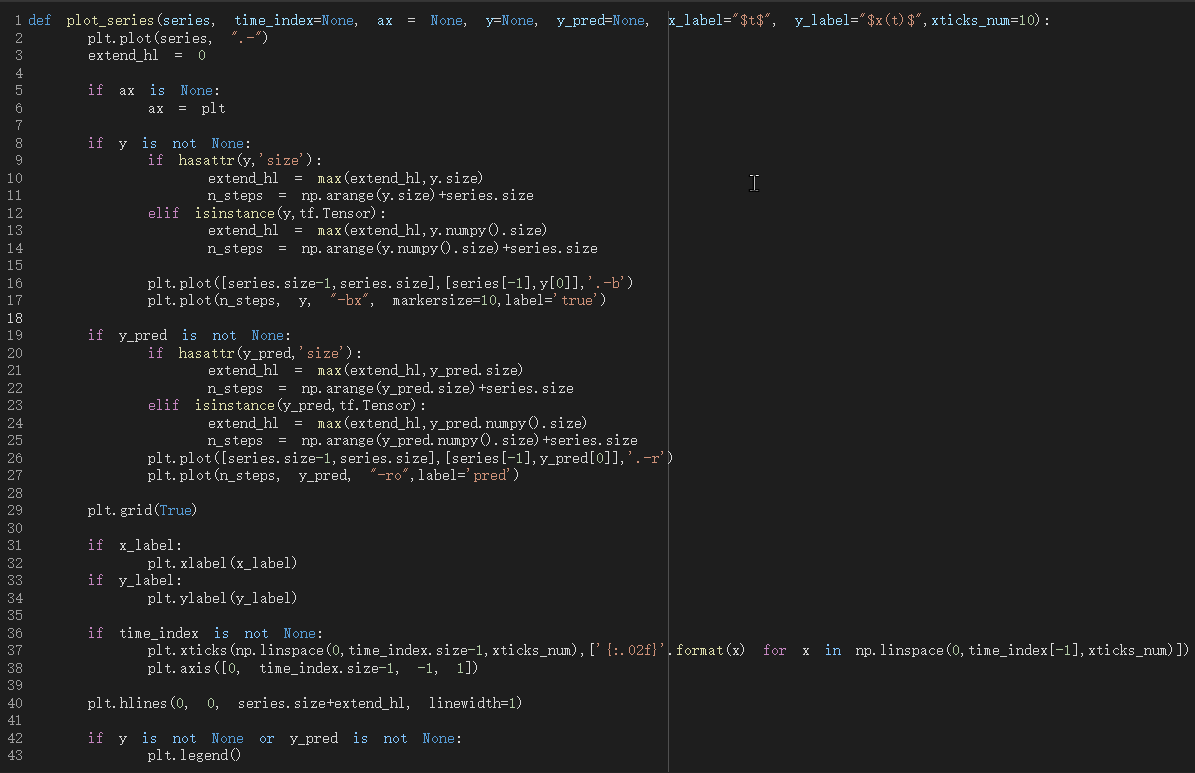 1 def plot_series(series, time_index=None, ax = None, y=None, y_pred=None, x_label="$t$", y_label="$x(t)$",xticks_num=10):
2     plt.plot(series, ".-")
3     extend_hl = 0
4
5     if ax is None:
6         ax = plt
7
8     if y is not None:
9         if hasattr(y,'size'):
10             extend_hl = max(extend_hl,y.size)
11             n_steps = np.arange(y.size)+series.size
12         elif isinstance(y,tf.Tensor):
13             extend_hl = max(extend_hl,y.numpy().size)
14             n_steps = np.arange(y.numpy().size)+series.size
15
16         plt.plot([series.size-1,series.size],[series[-1],y[0]],'.-b')
17         plt.plot(n_steps, y, "-bx", markersize=10,label='true')
18
19     if y_pred is not None:
20         if hasattr(y_pred,'size'):
21             extend_hl = max(extend_hl,y_pred.size)
22             n_steps = np.arange(y_pred.size)+series.size
23         elif isinstance(y_pred,tf.Tensor):
24             extend_hl = max(extend_hl,y_pred.numpy().size)
25             n_steps = np.arange(y_pred.numpy().size)+series.size
26         plt.plot([series.size-1,series.size],[series[-1],y_pred[0]],'.-r')
27         plt.plot(n_steps, y_pred, "-ro",label='pred')
28
29     plt.grid(True)
30
31     if x_label:
32         plt.xlabel(x_label)
33     if y_label:
34         plt.ylabel(y_label)
35
36     if time_index is not None:
37         plt.xticks(np.linspace(0,time_index.size-1,xticks_num),['{:.02f}'.format(x) for x in np.linspace(0,time_index[-1],xticks_num)])
38         plt.axis([0, time_index.size-1, -1, 1])
39
40     plt.hlines(0, 0, series.size+extend_hl, linewidth=1)
41
42     if y is not None or y_pred is not None:
43         plt.legend()